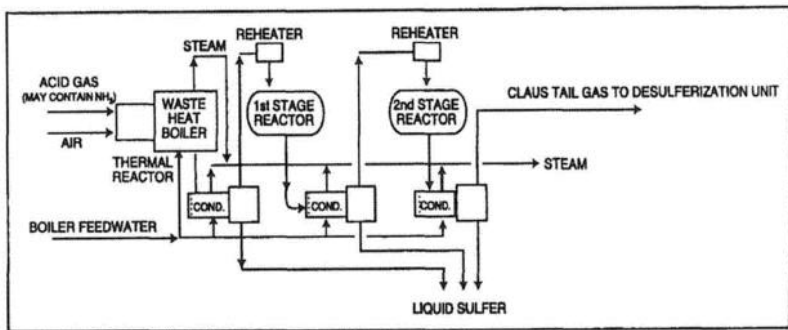 REHEATER
REHEATER
STEAM
ACID GAS
(MAY CONTAIN NH₃)
WASTE
HEAT
BOILER
1st STAGE
REACTOR
2nd STAGE
REACTOR
CLAUS TAIL GAS TO DESULFERIZATION UNIT
AIR
THERMAL
REACTOR
STEAM
COND.
COND.
COND.
BOILER FEEDWATER
LIQUID SULFER